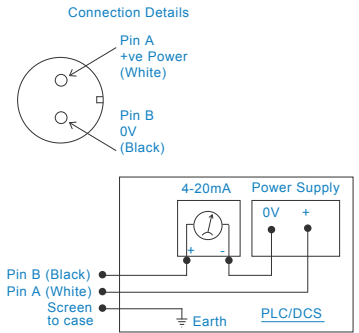 Connection Details
Pin A
+ve Power
(White)
Pin B
0V
(Black)
4-20mA
Power Supply
0V
+
+
-
Pin B (Black)
Pin A (White)
Screen
to case
Earth
PLC/DCS